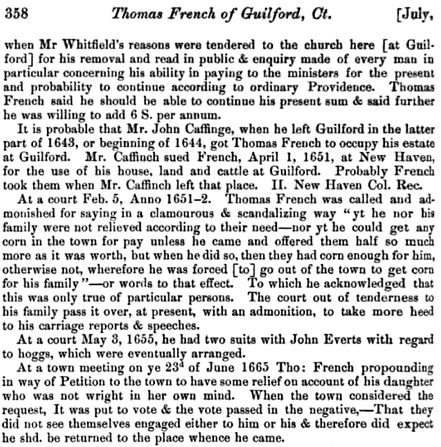 358 Thomas French of Guilford, Ct. [July,
when Mr Whitfield's reasons were tendered to the church here [at Guil-
ford] for his removal and read in public & enquiry made of every man in
particular concerning his ability in paying to the ministers for the present
and probability to continue according to ordinary Providence. Thomas
French said he should be able to continue his present sum & said further
he was willing to add 6 S. per annum.
It is probable that Mr. John Caffinge, when he left Guilford in the latter
part of 1643, or beginning of 1644, got Thomas French to occupy his estate
at Guilford. Mr. Caffinch sued French, April 1, 1651, at New Haven,
for the use of his house, land and cattle at Guilford. Probably French
took them when Mr. Caffinch left that place. II. New Haven Col. Rec.
At a court Feb. 5, Anno 1651-2. Thomas French was called and ad-
monished for saying in a clamourous & scandalizing way "yt he nor his
family were not relieved according to their need—nor yt he could get any
corn in the town for pay unless he came and offered them half so much
more as it was worth, but when he did so, then they had corn enough for him,
otherwise not, wherefore he was forced [to] go out of the town to get corn
for his family"—or words to that effect. To which he acknowledged that
this was only true of particular persons. The court out of tenderness to
his family pass it over, at present, with an admonition, to take more heed
to his carriage reports & speeches.
At a court May 3, 1655, he had two suits with John Everts with regard
to hoggs, which were eventually arranged.
At a town meeting on ye 23d of June 1665 Tho: French propounding
in way of Petition to the town to have some relief on account of his daughter
who was not wright in her own mind. When the town considered the
request, It was put to vote & the vote passed in the negative,—That they
did not see themselves engaged either to him or his & therefore did expect
he shd. be returned to the place whence he came.